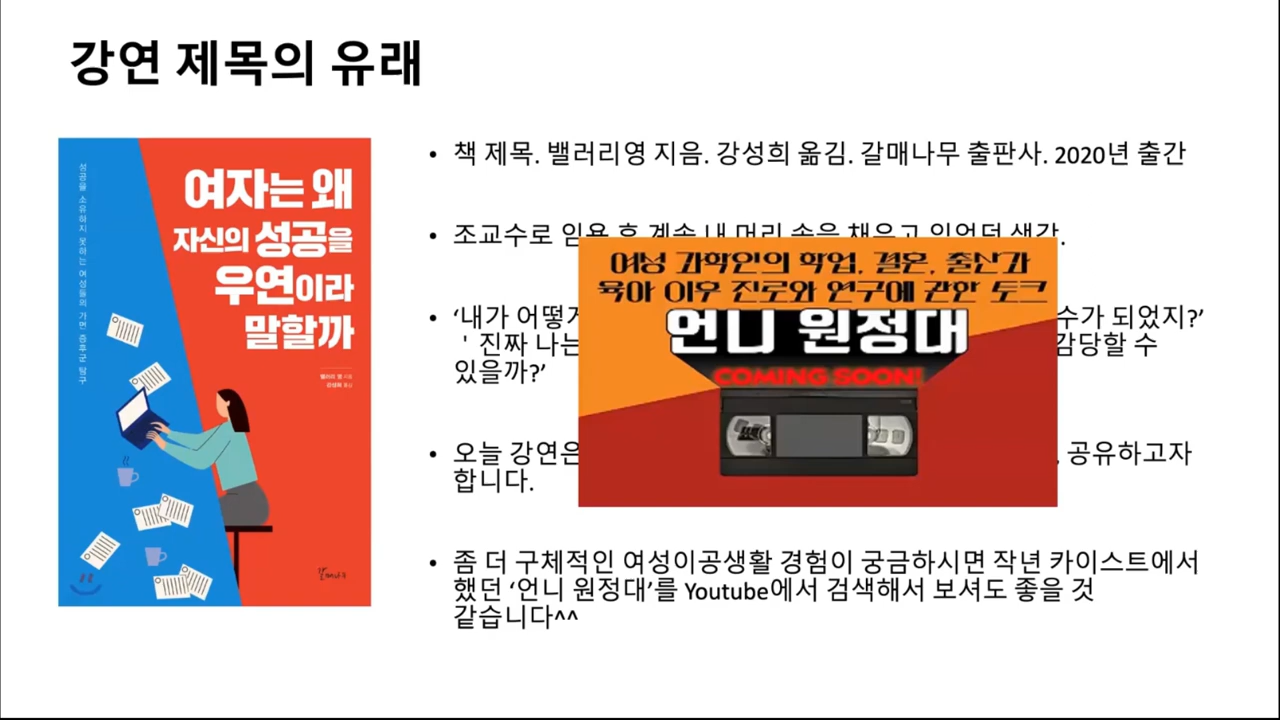 강연 제목의 유래
성공을 소유하지 못하는 여성들의 가면 증후군 탐구
여자는 왜
자신의 성공을
우연이라
말할까
밸러리 영 지음
강성희 옮김
갈매나무
• 책 제목. 밸러리영 지음. 강성희 옮김. 갈매나무 출판사. 2020년 출간
• 조교수로 임용 후 계속 내 머리 속을 채우고 있었던 생각.
여성 과학인의 학업, 결혼, 출산과
육아 이후 진로와 연구에 관한 토크
언니 원정대
COMING SOON!
• ‘내가 어떻게 수가 되었지?’
' 진짜 나는 감당할 수
있을까?’
• 오늘 강연은 공유하고자
합니다.
• 좀 더 구체적인 여성이공생활 경험이 궁금하시면 작년 카이스트에서
했던 ‘언니 원정대’를 Youtube에서 검색해서 보셔도 좋을 것
같습니다^^